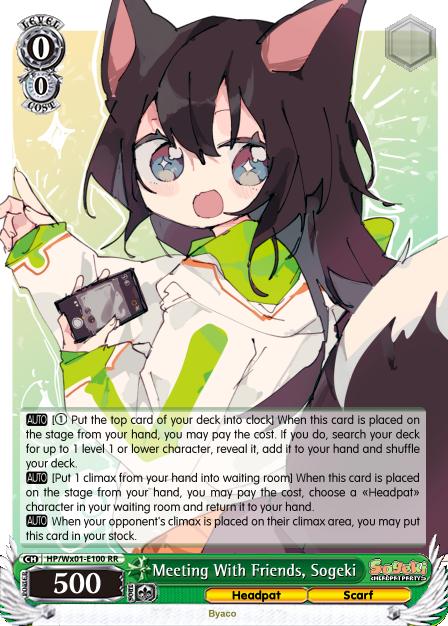 LEVEL
0
0
COST
AUTO [① Put the top card of your deck into clock] When this card is placed on
the stage from your hand, you may pay the cost. If you do, search your deck
for up to 1 level 1 or lower character, reveal it, add it to your hand and shuffle
your deck.
AUTO [Put 1 climax from your hand into waiting room] When this card is placed
on the stage from your hand, you may pay the cost, choose a «Headpat»
character in your waiting room and return it to your hand.
AUTO When your opponent's climax is placed on their climax area, you may put
this card in your stock.
CH HP/Wx01-E100 RR
POWER 500 SOUL Meeting With Friends, Sogeki
Sogeki
HEADPAT PARTY
Headpat Scarf
Byaco